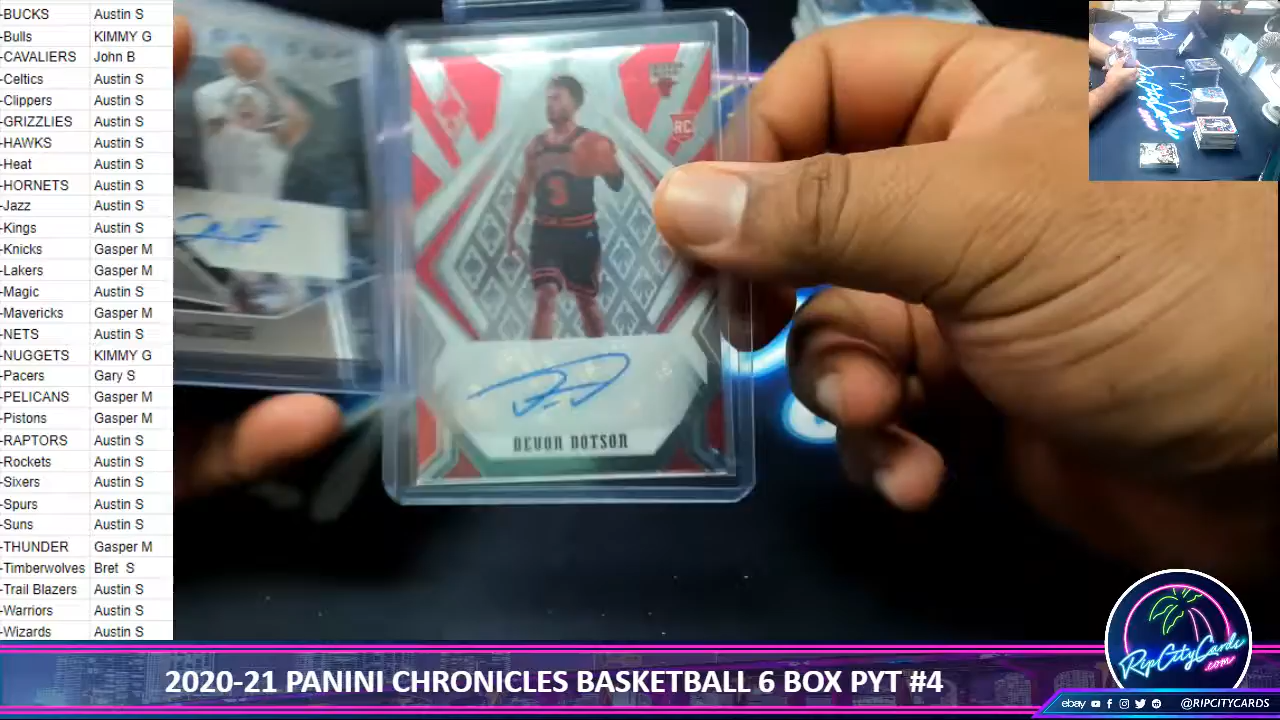 -BUCKS Austin S
-Bulls KIMMY G
-CAVALIERS John B
-Celtics Austin S
-Clippers Austin S
-GRIZZLIES Austin S
-HAWKS Austin S
-Heat Austin S
-HORNETS Austin S
-Jazz Austin S
-Kings Austin S
-Knicks Gasper M
-Lakers Gasper M
-Magic Austin S
-Mavericks Gasper M
-NETS Austin S
-NUGGETS KIMMY G
-Pacers Gary S
-PELICANS Gasper M
-Pistons Gasper M
-RAPTORS Austin S
-Rockets Austin S
-Sixers Austin S
-Spurs Austin S
-Suns Austin S
-THUNDER Gasper M
-Timberwolves Bret S
-Trail Blazers Austin S
-Warriors Austin S
-Wizards Austin S
RC
3
DEVON DOTSON
RipCityCards
.com
2020-21 PANINI CHRONICLES BASKETBALL 6 BOX PYT #4
ebay @RIPCITYCARDS